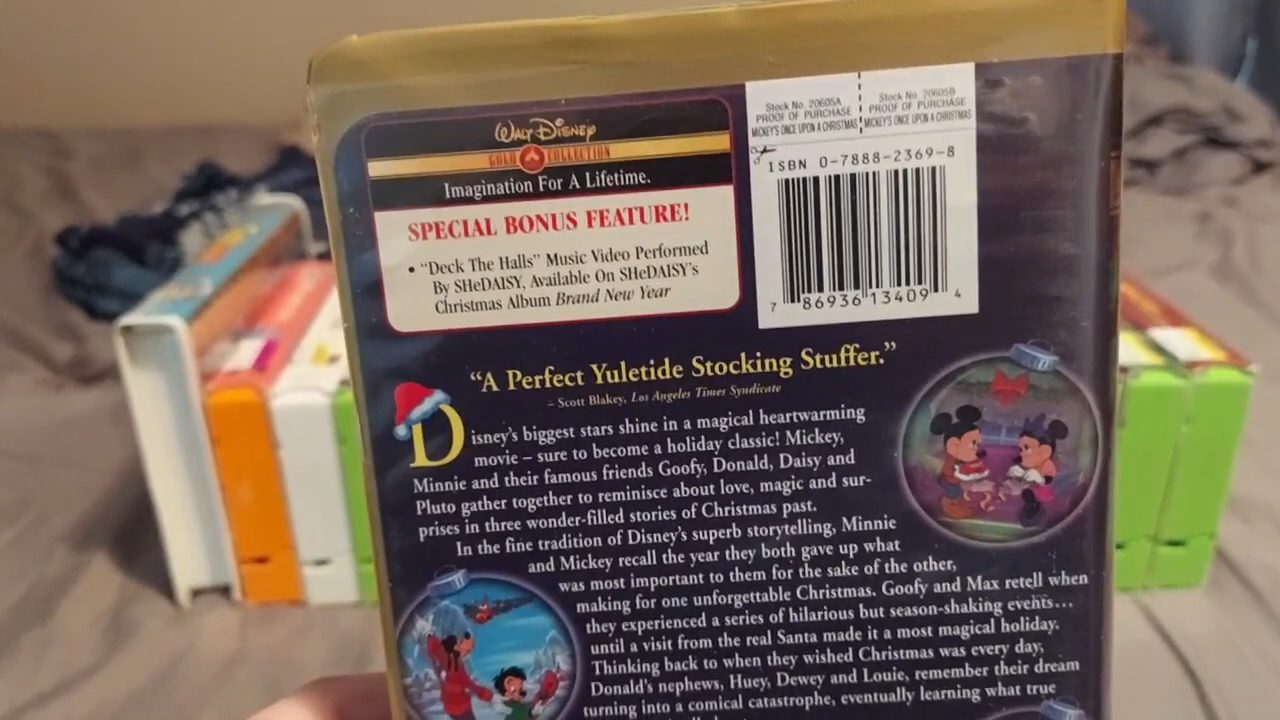 WALT DISNEY
GOLD COLLECTION
Imagination For A Lifetime.
SPECIAL BONUS FEATURE!
• “Deck The Halls” Music Video Performed
By SHeDAISY, Available On SHeDAISY’s
Christmas Album Brand New Year
Stock No. 20605A
PROOF OF PURCHASE
MICKEY'S ONCE UPON A CHRISTMAS
Stock No. 20605B
PROOF OF PURCHASE
MICKEY'S ONCE UPON A CHRISTMAS
ISBN 0-7888-2369-8
7 86936 13409 4
“A Perfect Yuletide Stocking Stuffer.”
– Scott Blakey, Los Angeles Times Syndicate
Disney’s biggest stars shine in a magical heartwarming
movie – sure to become a holiday classic! Mickey,
Minnie and their famous friends Goofy, Donald, Daisy and
Pluto gather together to reminisce about love, magic and sur-
prises in three wonder-filled stories of Christmas past.
In the fine tradition of Disney’s superb storytelling, Minnie
and Mickey recall the year they both gave up what
was most important to them for the sake of the other,
making for one unforgettable Christmas. Goofy and Max retell when
they experienced a series of hilarious but season-shaking events…
until a visit from the real Santa made it a most magical holiday.
Thinking back to when they wished Christmas was every day,
Donald’s nephews, Huey, Dewey and Louie, remember their dream
turning into a comical catastrophe, eventually learning what true